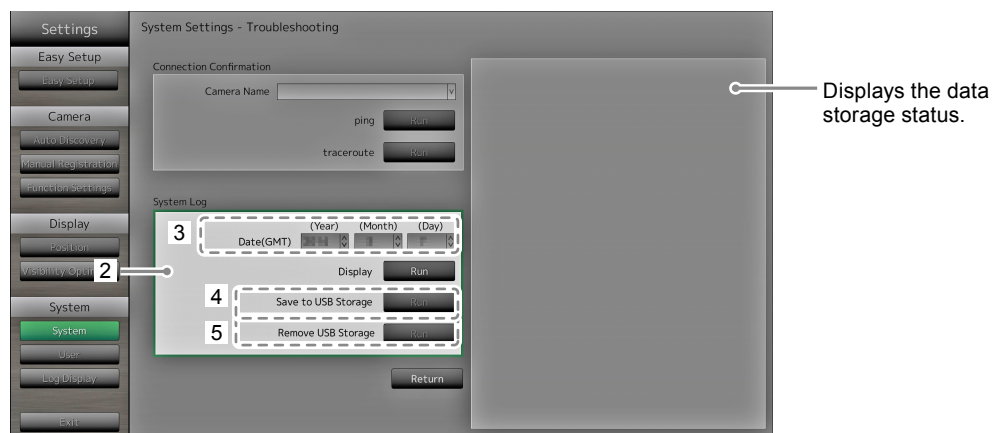 Settings
System Settings - Troubleshooting
Easy Setup
Easy Setup
Camera
Auto Discovery
Manual Registration
Function Settings
Display
Position
Visibility
System
System
User
Log Display
Exit
Connection Confirmation
Camera Name
ping Run
traceroute Run
System Log
3
(Year) (Month) (Day)
Date(GMT)
2
Display Run
4
Save to USB Storage Run
5
Remove USB Storage Run
Return
Displays the data
storage status.